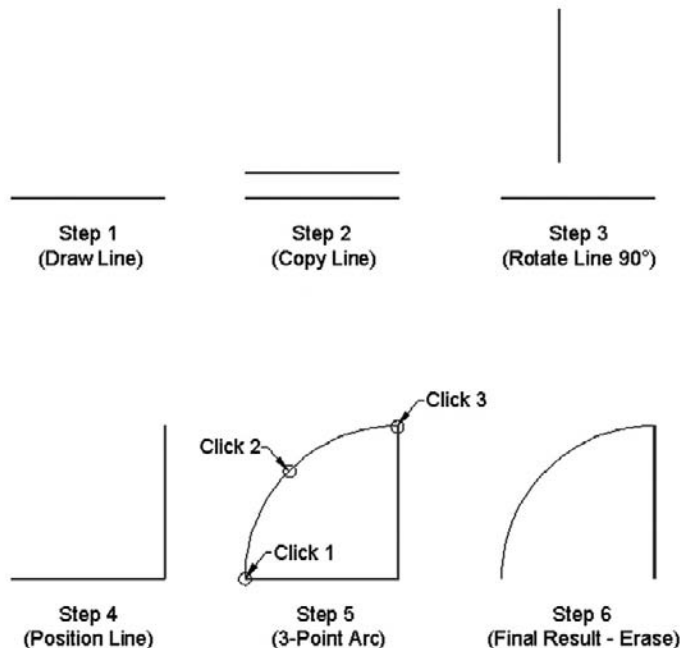 Step 1
(Draw Line)
Step 2
(Copy Line)
Step 3
(Rotate Line 90°)
Click 3
Click 2
Click 1
Step 4
(Position Line)
Step 5
(3-Point Arc)
Step 6
(Final Result - Erase)